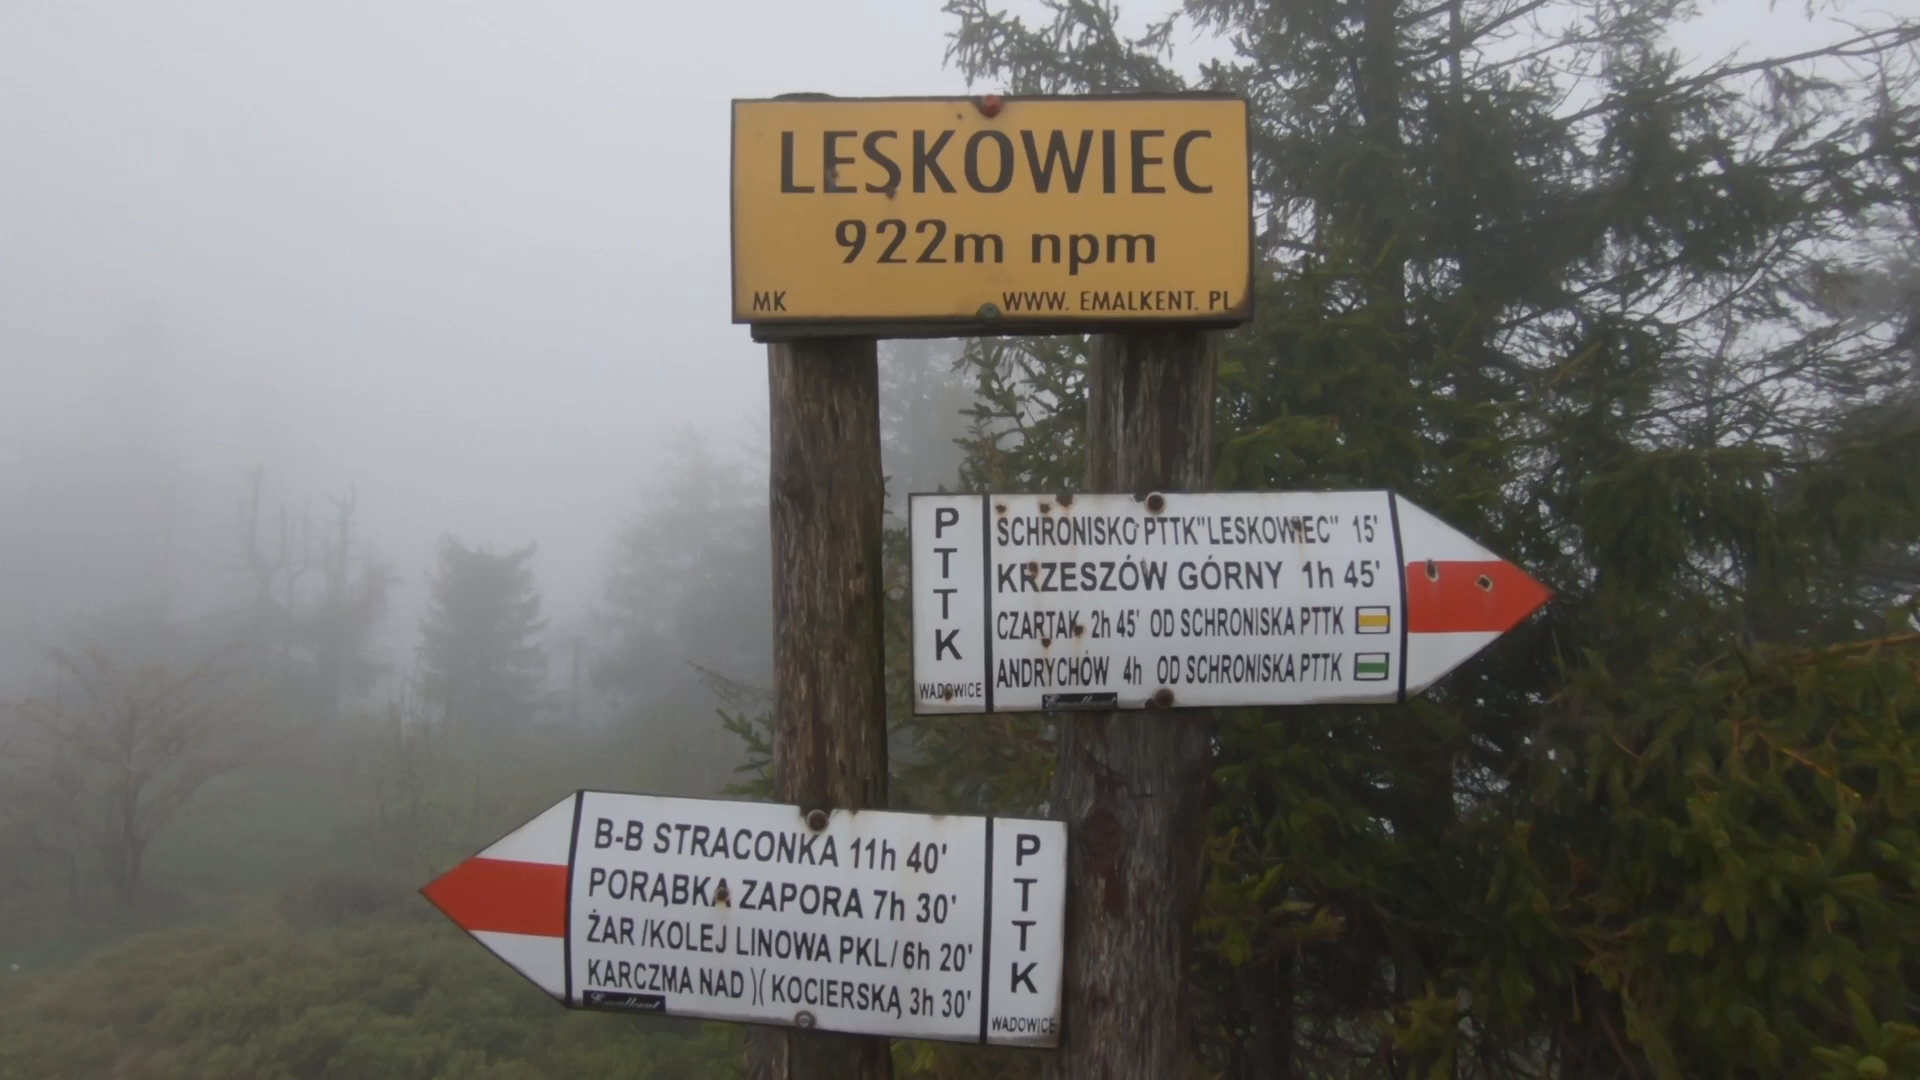 LESKOWIEC
922m npm
MK WWW. EMALKENT. PL
PTTK
WADOWICE
SCHRONISKO PTTK "LESKOWIEC" 15'
KRZESZÓW GÓRNY 1h 45'
CZARTAK 2h 45' OD SCHRONISKA PTTK
ANDRYCHÓW 4h OD SCHRONISKA PTTK
Emalkent
B-B STRACONKA 11h 40'
PORĄBKA ZAPORA 7h 30'
ŻAR /KOLEJ LINOWA PKL/ 6h 20'
KARCZMA NAD )( KOCIERSKĄ 3h 30'
Emalkent
PTTK
WADOWICE